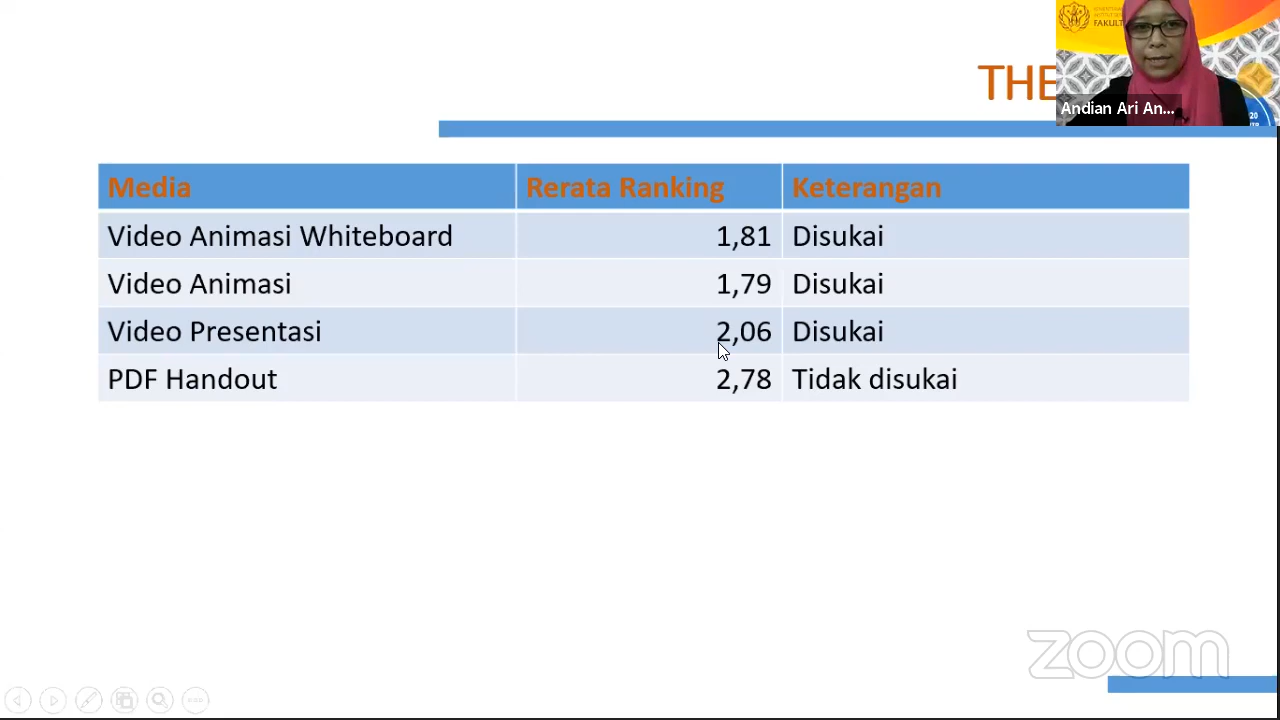 THE
FAKULT
Andian Ari An...
Media Rerata Ranking Keterangan
Video Animasi Whiteboard 1,81 Disukai
Video Animasi 1,79 Disukai
Video Presentasi 2,06 Disukai
PDF Handout 2,78 Tidak disukai
zoom